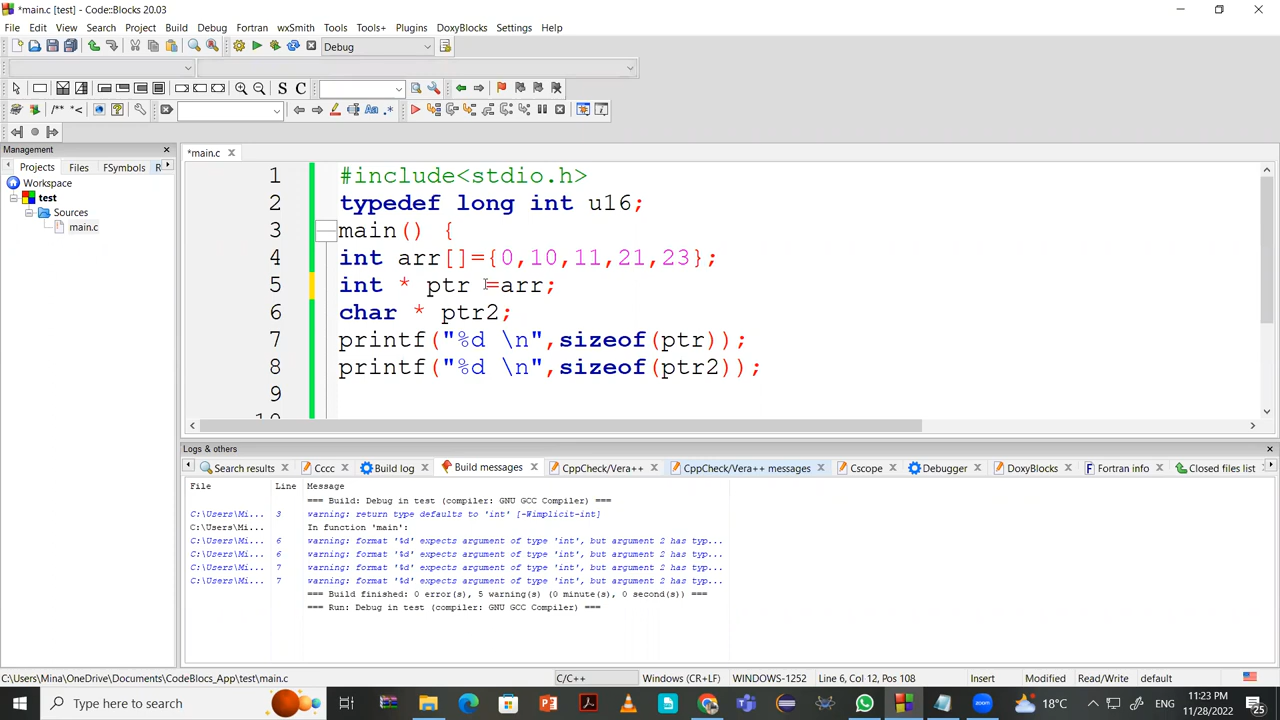 *main.c [test] - Code::Blocks 20.03
File Edit View Search Project Build Debug Fortran wxSmith Tools Tools+ Plugins DoxyBlocks Settings Help
Debug
S C
/** *<
Aa .*
Management
Projects Files FSymbols R
*main.c
Workspace
test
Sources
main.c
1 #include<stdio.h>
2 typedef long int u16;
3 main() {
4 int arr[]={0,10,11,21,23};
5 int * ptr =arr;
6 char * ptr2;
7 printf("%d \n",sizeof(ptr));
8 printf("%d \n",sizeof(ptr2));
9
10
Logs & others
Search results Cccc Build log Build messages CppCheck/Vera++ CppCheck/Vera++ messages Cscope Debugger DoxyBlocks Fortran info Closed files list
File Line Message
=== Build: Debug in test (compiler: GNU GCC Compiler) ===
C:\Users\Mi... 3 warning: return type defaults to 'int' [-Wimplicit-int]
C:\Users\Mi... In function 'main':
C:\Users\Mi... 6 warning: format '%d' expects argument of type 'int', but argument 2 has typ...
C:\Users\Mi... 6 warning: format '%d' expects argument of type 'int', but argument 2 has typ...
C:\Users\Mi... 7 warning: format '%d' expects argument of type 'int', but argument 2 has typ...
C:\Users\Mi... 7 warning: format '%d' expects argument of type 'int', but argument 2 has typ...
=== Build finished: 0 error(s), 5 warning(s) (0 minute(s), 0 second(s)) ===
=== Run: Debug in test (compiler: GNU GCC Compiler) ===
C:\Users\Mina\OneDrive\Documents\CodeBlocs_App\test\main.c C/C++ Windows (CR+LF) WINDOWS-1252 Line 6, Col 12, Pos 108 Insert Modified Read/Write default
Type here to search 18°C 11:23 PM
11/28/2022 25